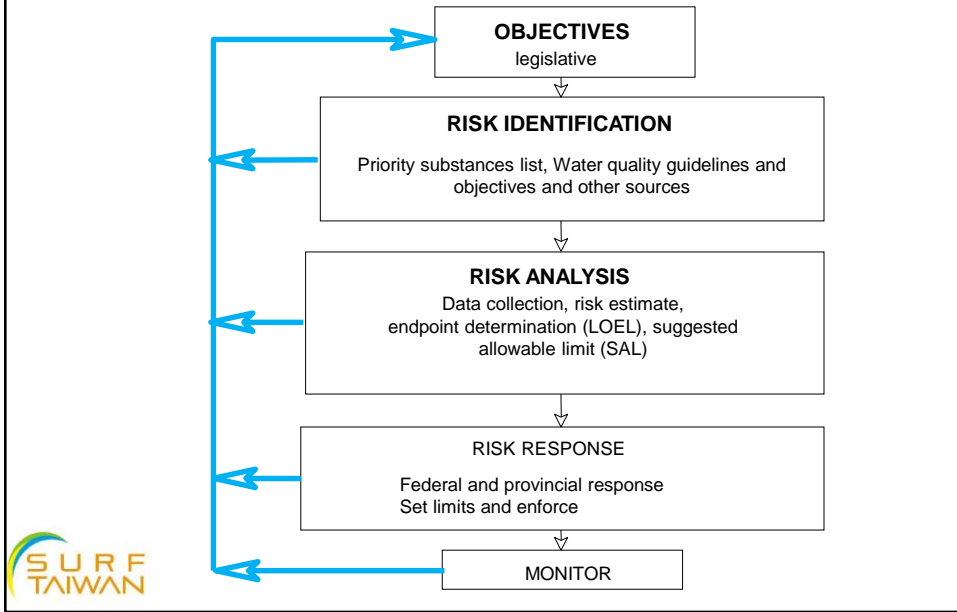 OBJECTIVES
legislative
RISK IDENTIFICATION
Priority substances list, Water quality guidelines and
objectives and other sources
RISK ANALYSIS
Data collection, risk estimate,
endpoint determination (LOEL), suggested
allowable limit (SAL)
RISK RESPONSE
Federal and provincial response
Set limits and enforce
MONITOR
SURF
TAIWAN